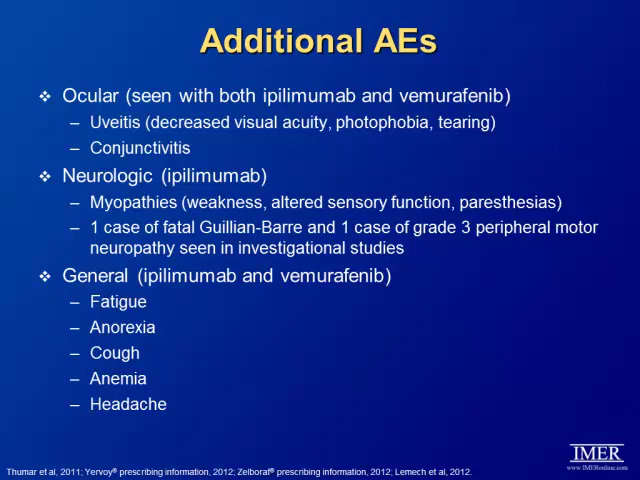 Additional AEs
❖ Ocular (seen with both ipilimumab and vemurafenib)
– Uveitis (decreased visual acuity, photophobia, tearing)
– Conjunctivitis
❖ Neurologic (ipilimumab)
– Myopathies (weakness, altered sensory function, paresthesias)
– 1 case of fatal Guillian-Barre and 1 case of grade 3 peripheral motor
neuropathy seen in investigational studies
❖ General (ipilimumab and vemurafenib)
– Fatigue
– Anorexia
– Cough
– Anemia
– Headache
IMER
www.IMERonline.com
Thumar et al, 2011; Yervoy® prescribing information, 2012; Zelboraf® prescribing information, 2012; Lemech et al, 2012.